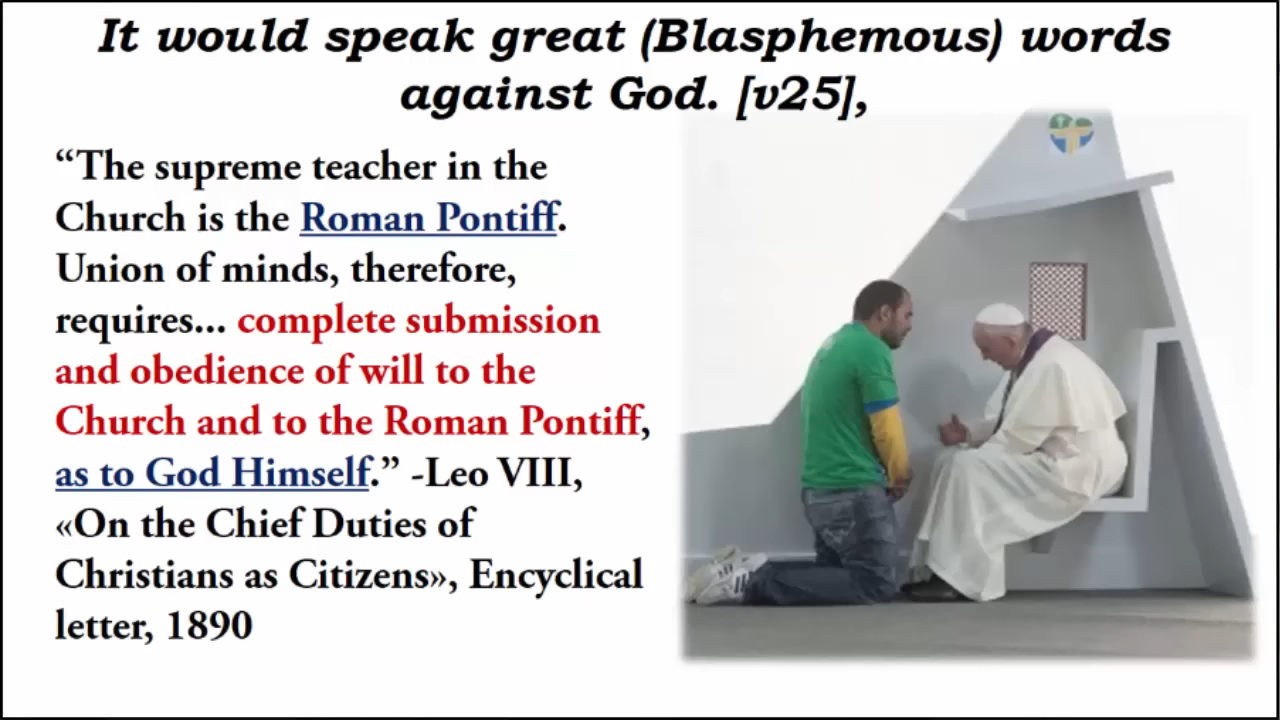 It would speak great (Blasphemous) words
against God. [v25],
“The supreme teacher in the
Church is the Roman Pontiff.
Union of minds, therefore,
requires... complete submission
and obedience of will to the
Church and to the Roman Pontiff,
as to God Himself.” -Leo VIII,
«On the Chief Duties of
Christians as Citizens», Encyclical
letter, 1890